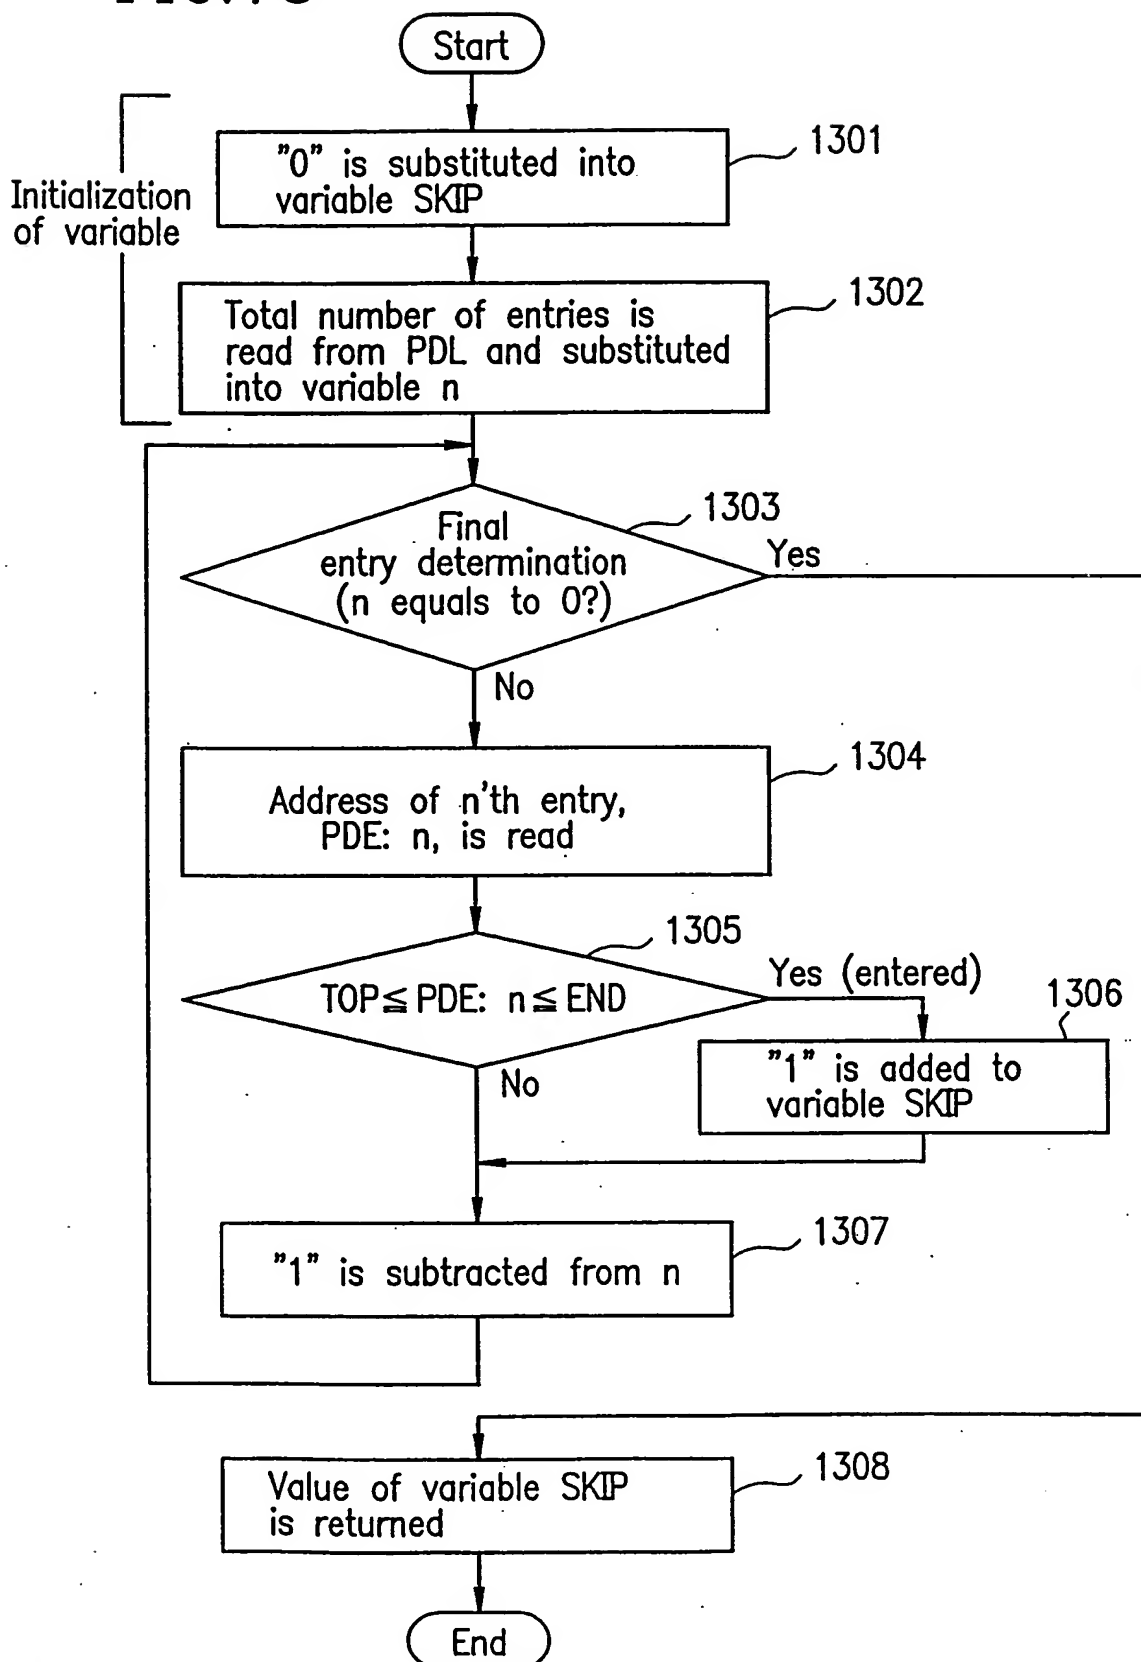 Start
"0" is substituted into
variable SKIP
1301
Initialization
of variable
Total number of entries is
read from PDL and substituted
into variable n
1302
Final
entry determination
(n equals to 0?)
1303
Yes
No
Address of n'th entry,
PDE: n, is read
1304
TOP≦PDE: n≦END
1305
Yes (entered)
No
"1" is added to
variable SKIP
1306
"1" is subtracted from n
1307
Value of variable SKIP
is returned
1308
End